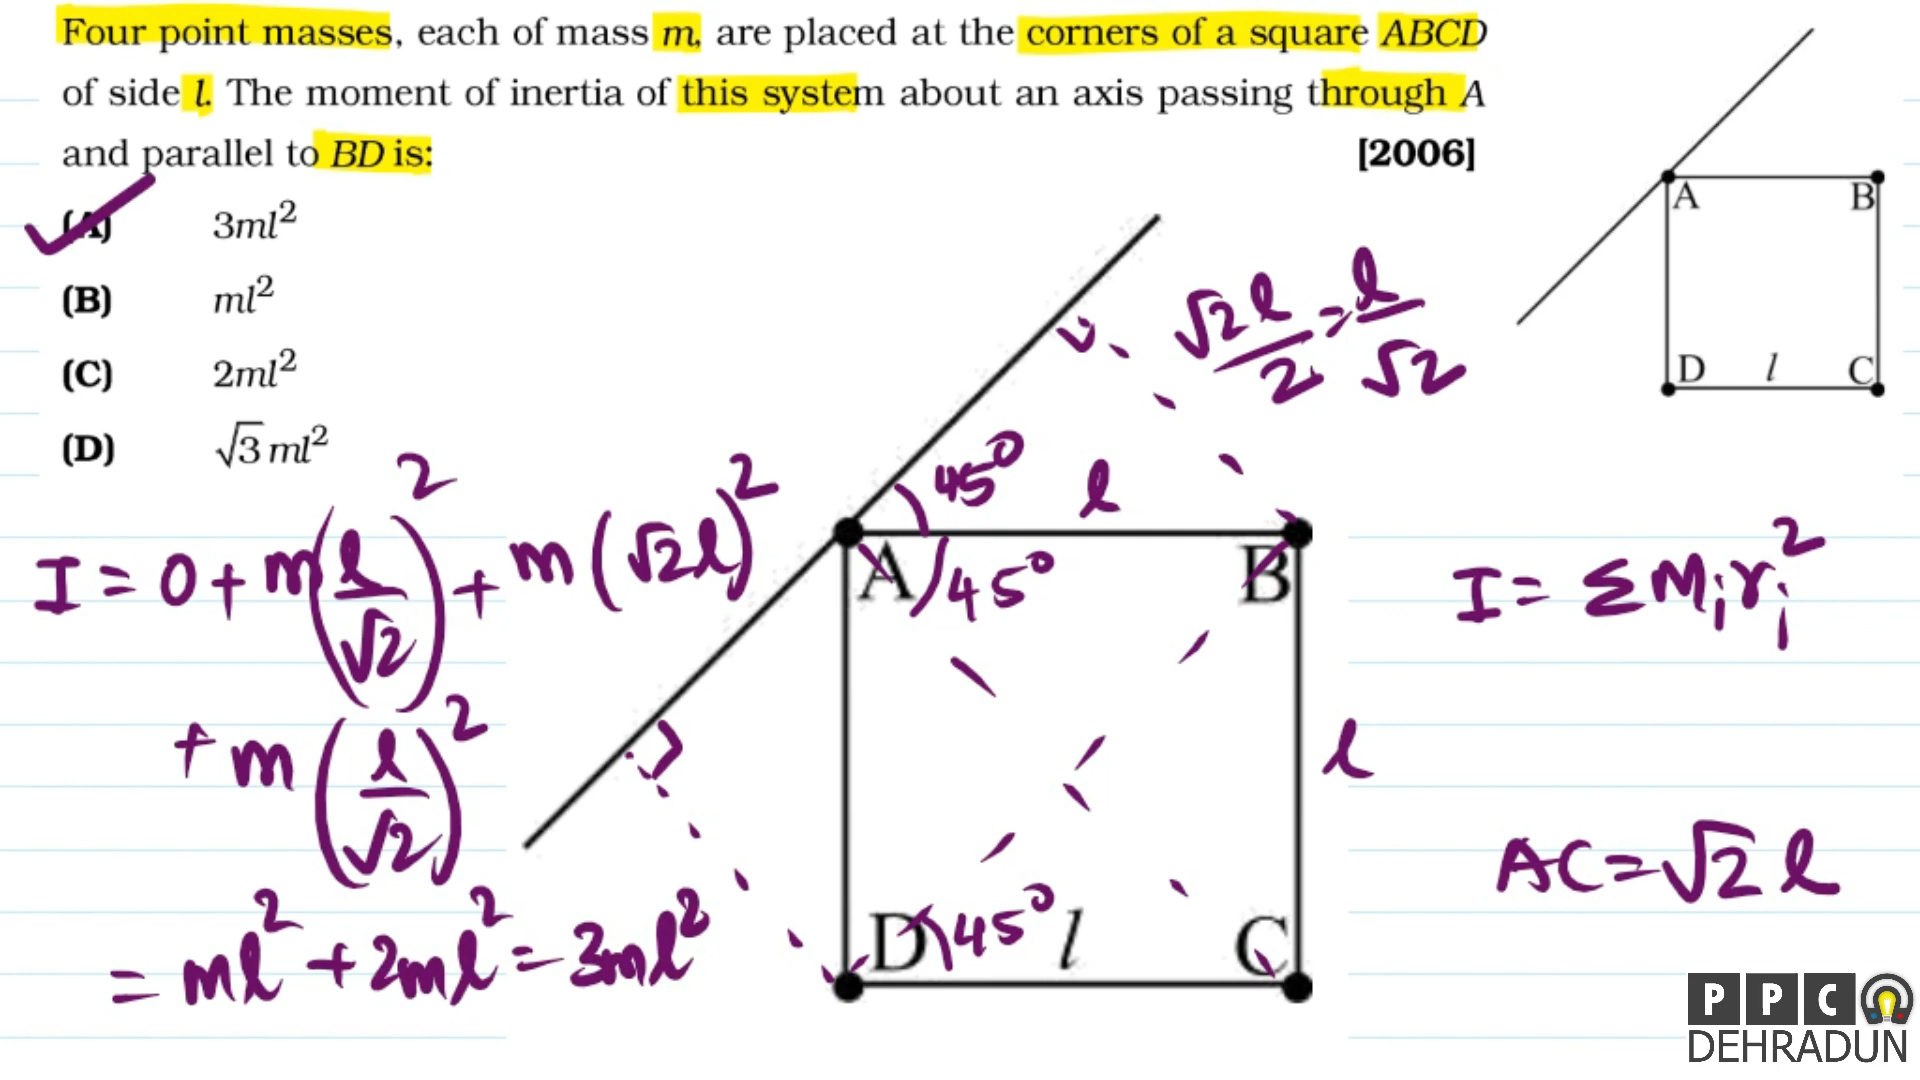 Four point masses, each of mass m, are placed at the corners of a square ABCD
of side l. The moment of inertia of this system about an axis passing through A
and parallel to BD is:
[2006]
(A) 3ml²
(B) ml²
(C) 2ml²
(D) √3 ml²
A
B
D l C
√2l/2 = l/√2
45° l
A 45° B
I = 0 + m(l/√2)² + m(√2l)²
+ m(l/√2)²
= ml² + 2ml² = 3ml²
I = ΣMᵢrᵢ²
l
AC = √2 l
D 45° l C
PPC
DEHRADUN